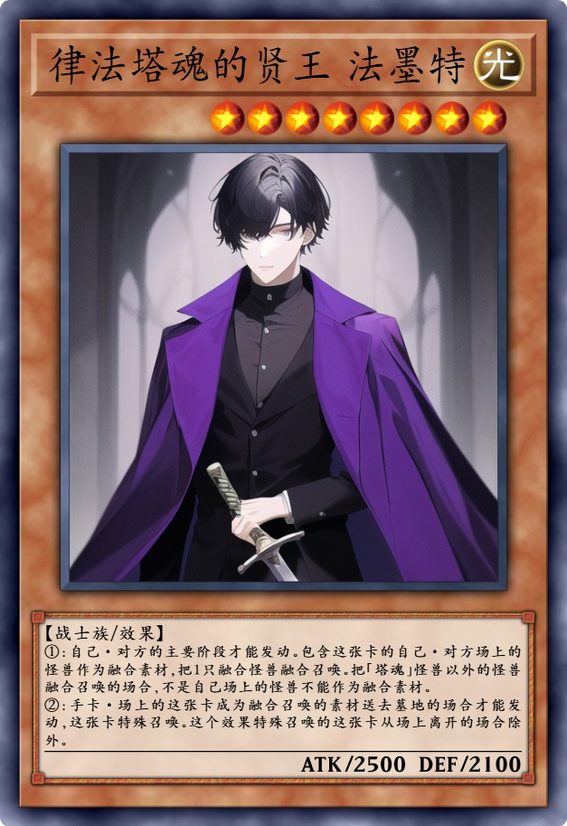 律法塔魂的贤王 法墨特
光
【战士族/效果】
①:自己・对方的主要阶段才能发动。包含这张卡的自己・对方场上的
怪兽作为融合素材,把1只融合怪兽融合召唤。把「塔魂」怪兽以外的怪兽
融合召唤的场合,不是自己场上的怪兽不能作为融合素材。
②:手卡・场上的这张卡成为融合召唤的素材送去墓地的场合才能发
动,这张卡特殊召唤。这个效果特殊召唤的这张卡从场上离开的场合除
外。
ATK/2500 DEF/2100